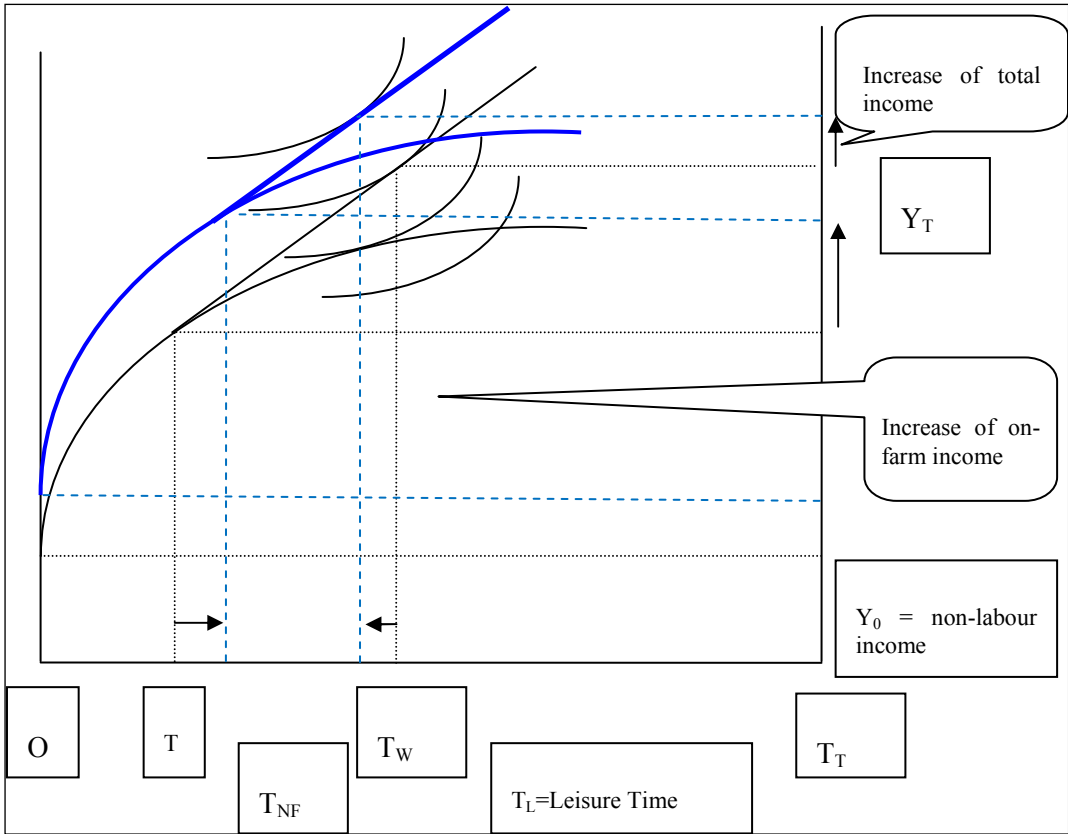 Increase of total
income
Y_T
Increase of on-
farm income
Y_0 = non-labour
income
O
T
T_W
T_T
T_NF
T_L=Leisure Time